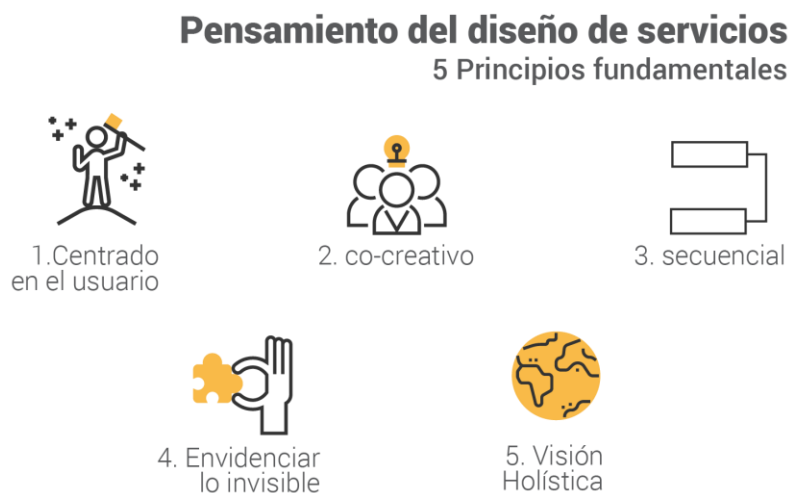 Pensamiento del diseño de servicios
5 Principios fundamentales
1.Centrado
en el usuario
2. co-creativo
3. secuencial
4. Envidenciar
lo invisible
5. Visión
Holística